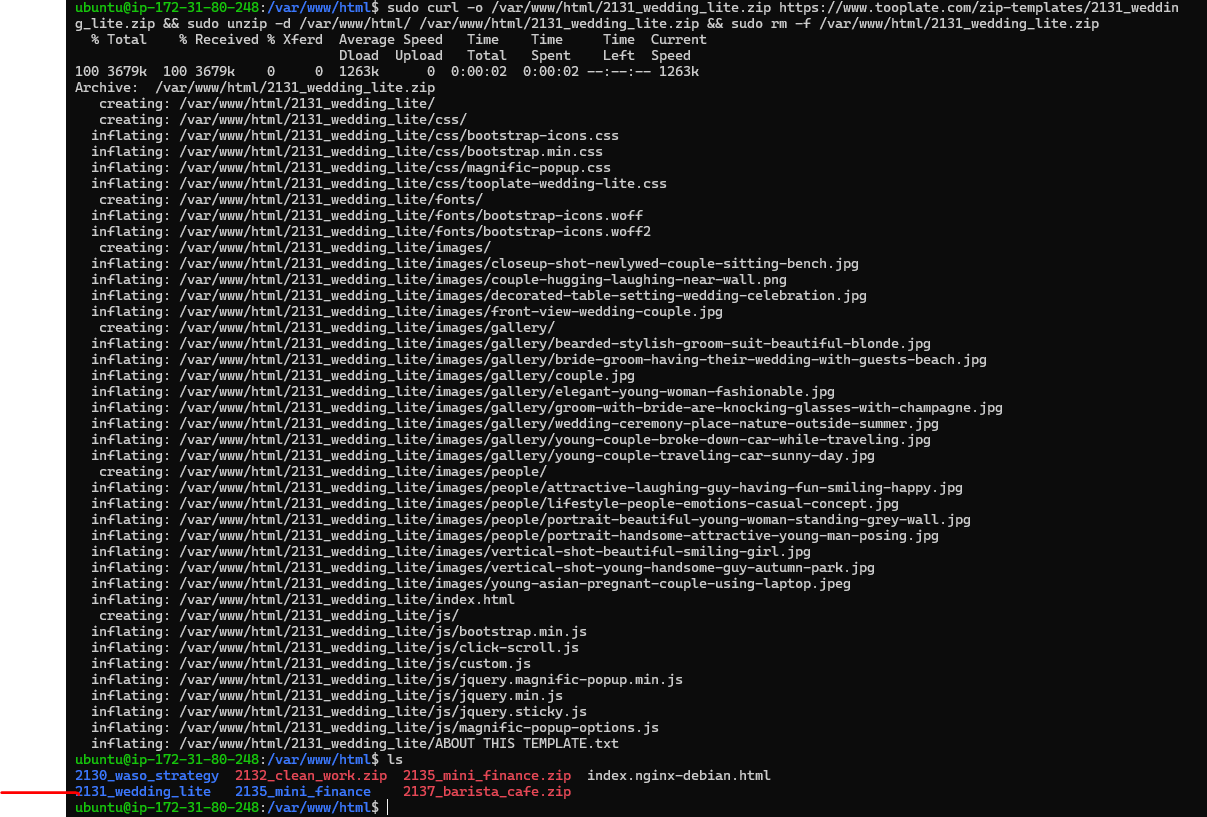 ubuntu@ip-172-31-80-248:/var/www/html$ sudo curl -o /var/www/html/2131_wedding_lite.zip https://www.tooplate.com/zip-templates/2131_weddin
g_lite.zip && sudo unzip -d /var/www/html/ /var/www/html/2131_wedding_lite.zip && sudo rm -f /var/www/html/2131_wedding_lite.zip
  % Total    % Received % Xferd  Average Speed   Time    Time     Time  Current
                                 Dload  Upload   Total   Spent    Left  Speed
100 3679k  100 3679k    0     0  1263k      0  0:00:02  0:00:02 --:--:-- 1263k
Archive:  /var/www/html/2131_wedding_lite.zip
   creating: /var/www/html/2131_wedding_lite/
   creating: /var/www/html/2131_wedding_lite/css/
  inflating: /var/www/html/2131_wedding_lite/css/bootstrap-icons.css
  inflating: /var/www/html/2131_wedding_lite/css/bootstrap.min.css
  inflating: /var/www/html/2131_wedding_lite/css/magnific-popup.css
  inflating: /var/www/html/2131_wedding_lite/css/tooplate-wedding-lite.css
   creating: /var/www/html/2131_wedding_lite/fonts/
  inflating: /var/www/html/2131_wedding_lite/fonts/bootstrap-icons.woff
  inflating: /var/www/html/2131_wedding_lite/fonts/bootstrap-icons.woff2
   creating: /var/www/html/2131_wedding_lite/images/
  inflating: /var/www/html/2131_wedding_lite/images/closeup-shot-newlywed-couple-sitting-bench.jpg
  inflating: /var/www/html/2131_wedding_lite/images/couple-hugging-laughing-near-wall.png
  inflating: /var/www/html/2131_wedding_lite/images/decorated-table-setting-wedding-celebration.jpg
  inflating: /var/www/html/2131_wedding_lite/images/front-view-wedding-couple.jpg
   creating: /var/www/html/2131_wedding_lite/images/gallery/
  inflating: /var/www/html/2131_wedding_lite/images/gallery/bearded-stylish-groom-suit-beautiful-blonde.jpg
  inflating: /var/www/html/2131_wedding_lite/images/gallery/bride-groom-having-their-wedding-with-guests-beach.jpg
  inflating: /var/www/html/2131_wedding_lite/images/gallery/couple.jpg
  inflating: /var/www/html/2131_wedding_lite/images/gallery/elegant-young-woman-fashionable.jpg
  inflating: /var/www/html/2131_wedding_lite/images/gallery/groom-with-bride-are-knocking-glasses-with-champagne.jpg
  inflating: /var/www/html/2131_wedding_lite/images/gallery/wedding-ceremony-place-nature-outside-summer.jpg
  inflating: /var/www/html/2131_wedding_lite/images/gallery/young-couple-broke-down-car-while-traveling.jpg
  inflating: /var/www/html/2131_wedding_lite/images/gallery/young-couple-traveling-car-sunny-day.jpg
   creating: /var/www/html/2131_wedding_lite/images/people/
  inflating: /var/www/html/2131_wedding_lite/images/people/attractive-laughing-guy-having-fun-smiling-happy.jpg
  inflating: /var/www/html/2131_wedding_lite/images/people/lifestyle-people-emotions-casual-concept.jpg
  inflating: /var/www/html/2131_wedding_lite/images/people/portrait-beautiful-young-woman-standing-grey-wall.jpg
  inflating: /var/www/html/2131_wedding_lite/images/people/portrait-handsome-attractive-young-man-posing.jpg
  inflating: /var/www/html/2131_wedding_lite/images/vertical-shot-beautiful-smiling-girl.jpg
  inflating: /var/www/html/2131_wedding_lite/images/vertical-shot-young-handsome-guy-autumn-park.jpg
  inflating: /var/www/html/2131_wedding_lite/images/young-asian-pregnant-couple-using-laptop.jpeg
  inflating: /var/www/html/2131_wedding_lite/index.html
   creating: /var/www/html/2131_wedding_lite/js/
  inflating: /var/www/html/2131_wedding_lite/js/bootstrap.min.js
  inflating: /var/www/html/2131_wedding_lite/js/click-scroll.js
  inflating: /var/www/html/2131_wedding_lite/js/custom.js
  inflating: /var/www/html/2131_wedding_lite/js/jquery.magnific-popup.min.js
  inflating: /var/www/html/2131_wedding_lite/js/jquery.min.js
  inflating: /var/www/html/2131_wedding_lite/js/jquery.sticky.js
  inflating: /var/www/html/2131_wedding_lite/js/magnific-popup-options.js
  inflating: /var/www/html/2131_wedding_lite/ABOUT THIS TEMPLATE.txt
ubuntu@ip-172-31-80-248:/var/www/html$ ls
2130_waso_strategy  2132_clean_work.zip  2135_mini_finance.zip  index.nginx-debian.html
2131_wedding_lite   2135_mini_finance    2137_barista_cafe.zip
ubuntu@ip-172-31-80-248:/var/www/html$